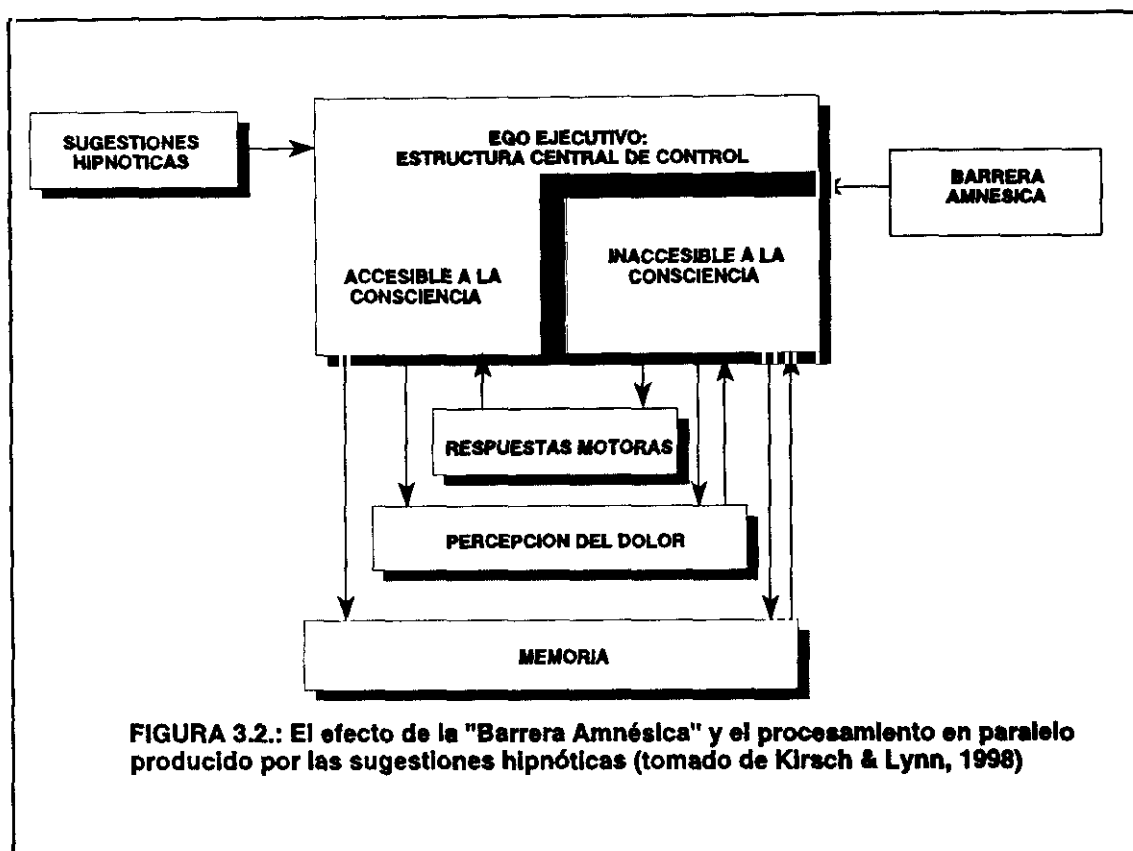 SUGESTIONES
HIPNOTICAS
EGO EJECUTIVO:
ESTRUCTURA CENTRAL DE CONTROL
BARRERA
AMNESICA
ACCESIBLE A LA
CONSCIENCIA
INACCESIBLE A LA
CONSCIENCIA
RESPUESTAS MOTORAS
PERCEPCION DEL DOLOR
MEMORIA
FIGURA 3.2.: El efecto de la "Barrera Amnésica" y el procesamiento en paralelo
producido por las sugestiones hipnóticas (tomado de Kirsch & Lynn, 1998)